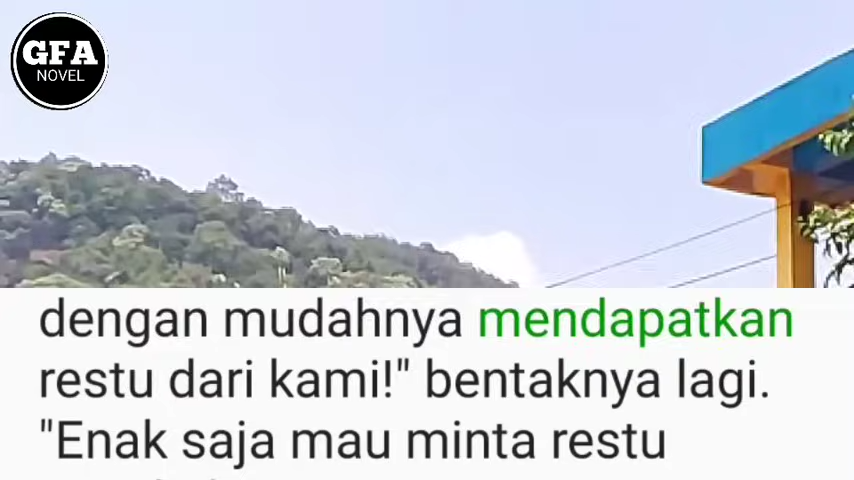 GFA
NOVEL
dengan mudahnya mendapatkan
restu dari kami!" bentaknya lagi.
"Enak saja mau minta restu